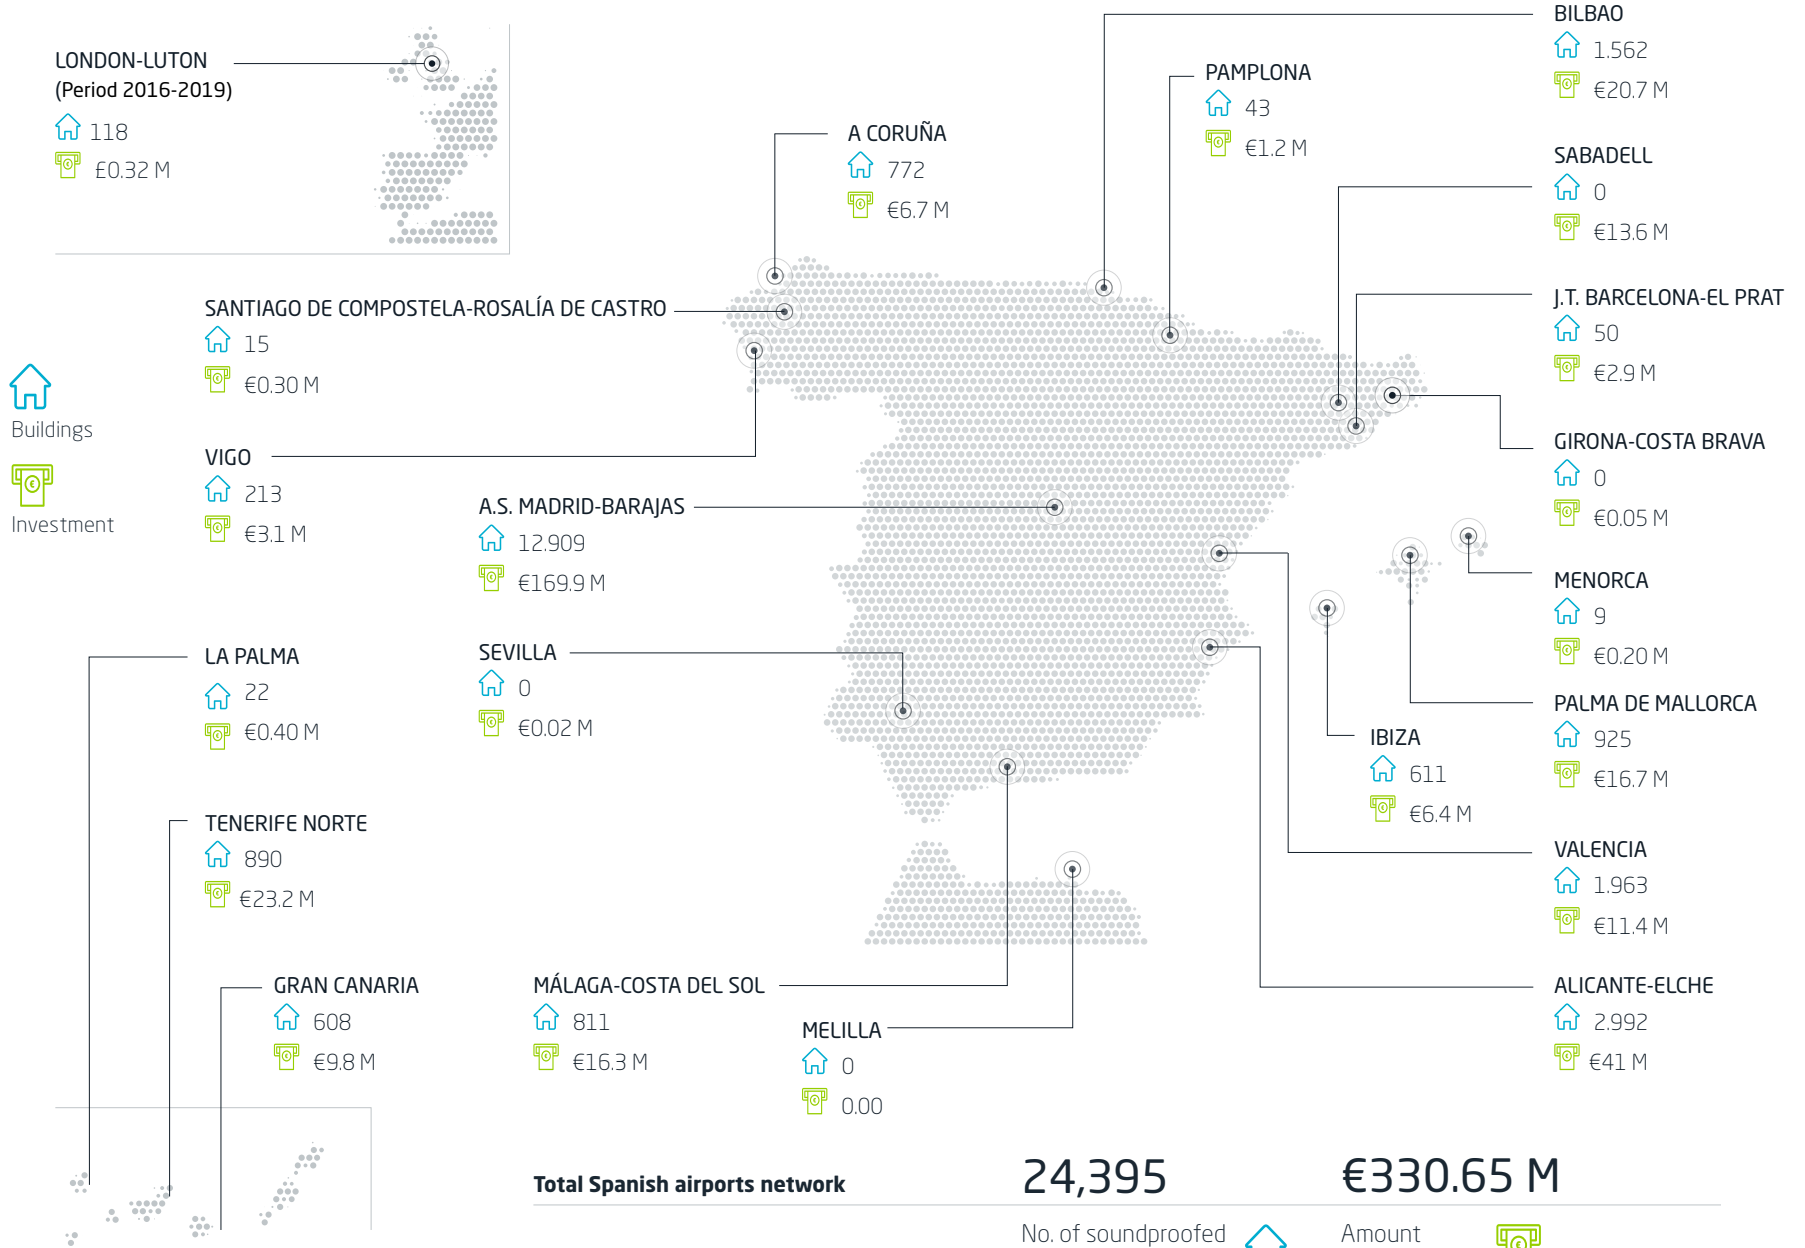 LONDON-LUTON
(Period 2016-2019)
118
£0.32 M
A CORUÑA
772
€6.7 M
PAMPLONA
43
€1.2 M
BILBAO
1.562
€20.7 M
SABADELL
0
€13.6 M
SANTIAGO DE COMPOSTELA-ROSALÍA DE CASTRO
15
€0.30 M
J.T. BARCELONA-EL PRAT
50
€2.9 M
Buildings
Investment
VIGO
213
€3.1 M
A.S. MADRID-BARAJAS
12.909
€169.9 M
GIRONA-COSTA BRAVA
0
€0.05 M
MENORCA
9
€0.20 M
LA PALMA
22
€0.40 M
SEVILLA
0
€0.02 M
PALMA DE MALLORCA
925
€16.7 M
IBIZA
611
€6.4 M
TENERIFE NORTE
890
€23.2 M
VALENCIA
1.963
€11.4 M
GRAN CANARIA
608
€9.8 M
MÁLAGA-COSTA DEL SOL
811
€16.3 M
MELILLA
0
0.00
ALICANTE-ELCHE
2.992
€41 M
Total Spanish airports network
24,395
€330.65 M
No. of soundproofed
Amount